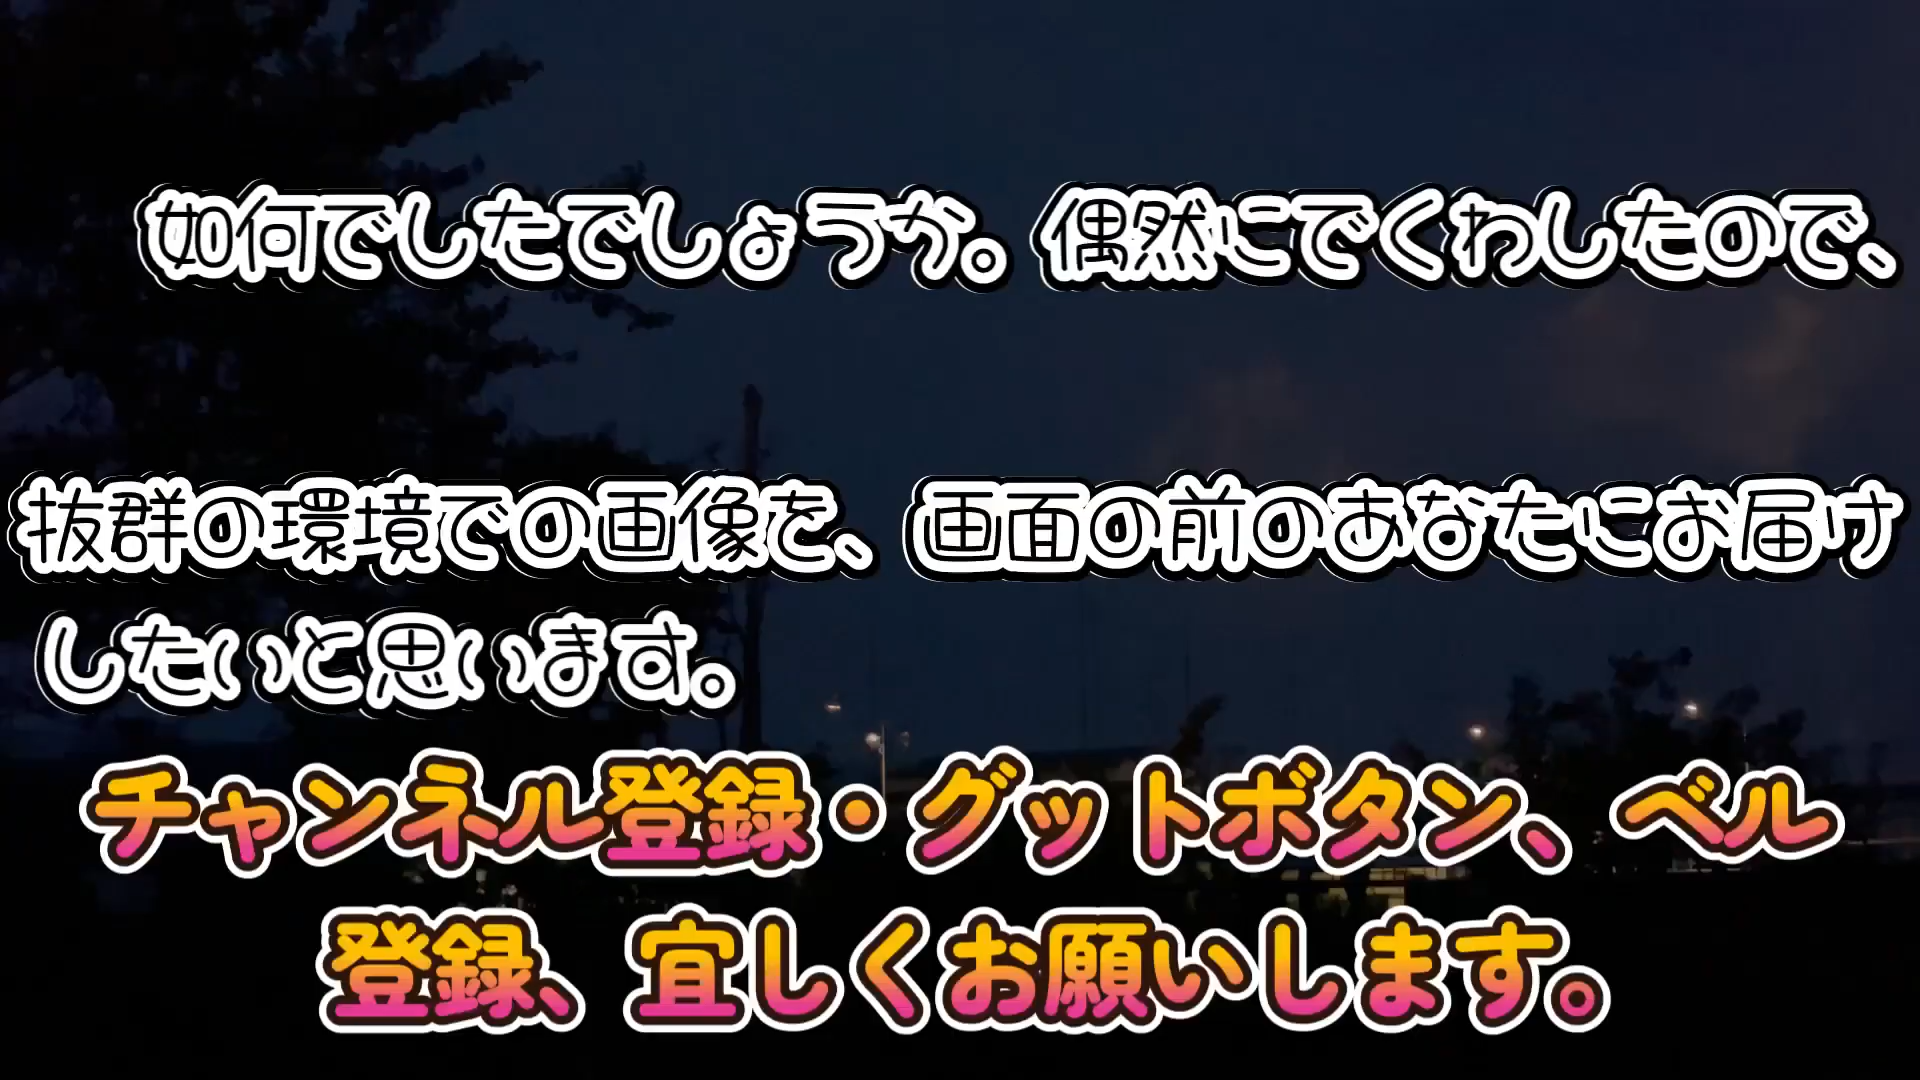 如何でしたでしょうか。偶然にでくわしたので、
抜群の環境での画像を、画面の前のあなたにお届け
したいと思います。
チャンネル登録・グットボタン、ベル
登録、宜しくお願いします。